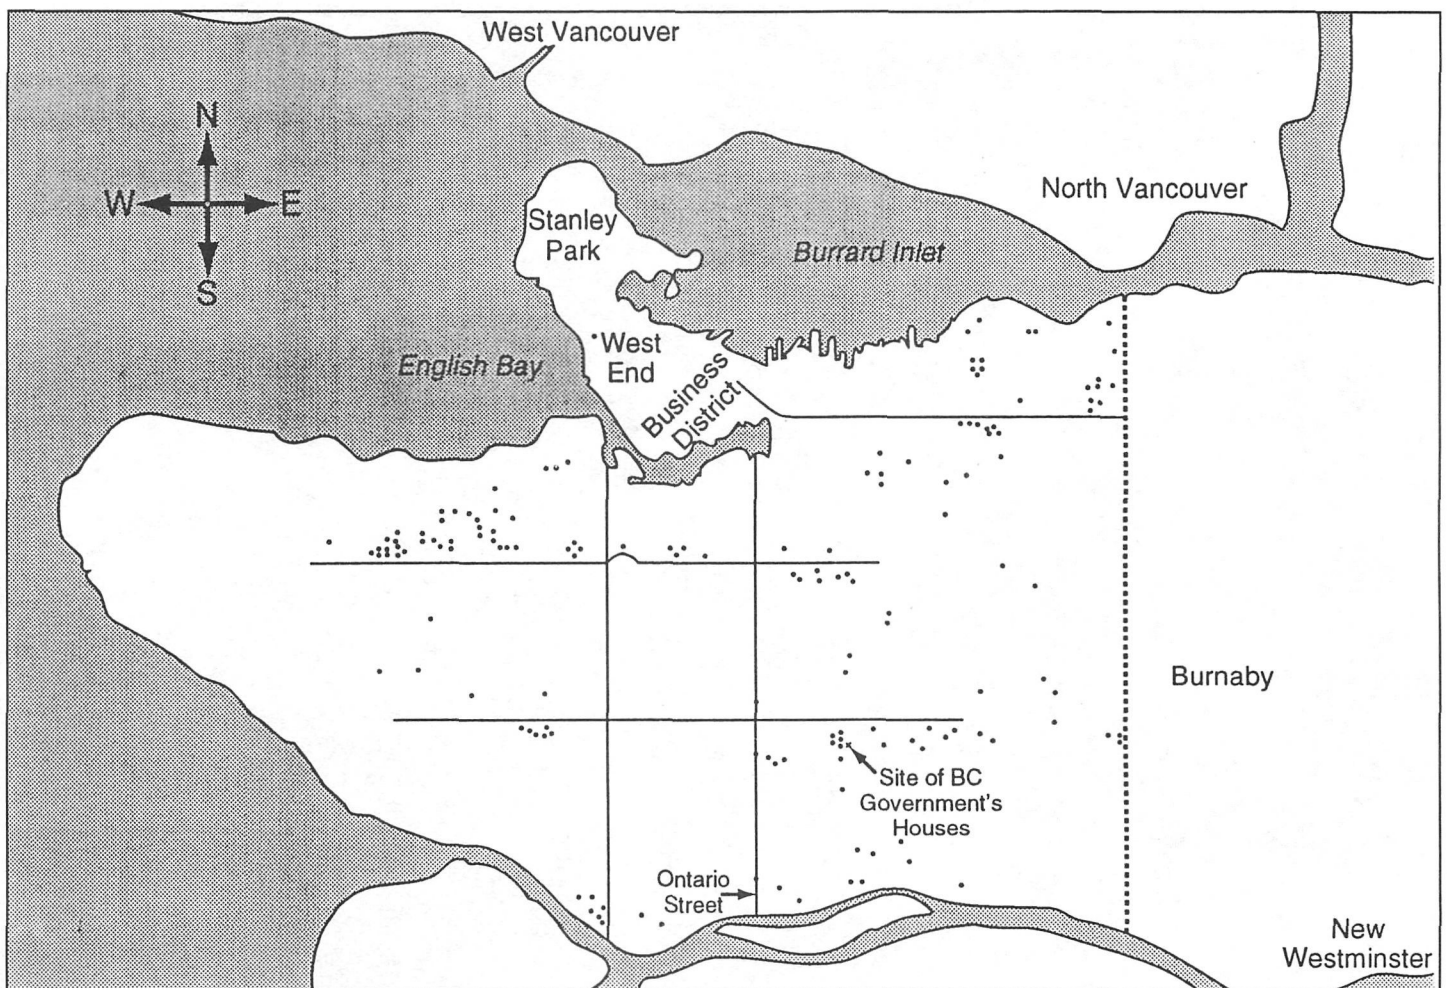 West Vancouver
N
W
E
S
Stanley
Park
North Vancouver
Burrard Inlet
West
End
English Bay
Business
District
Burnaby
Site of BC
Government's
Houses
Ontario
Street
New
Westminster